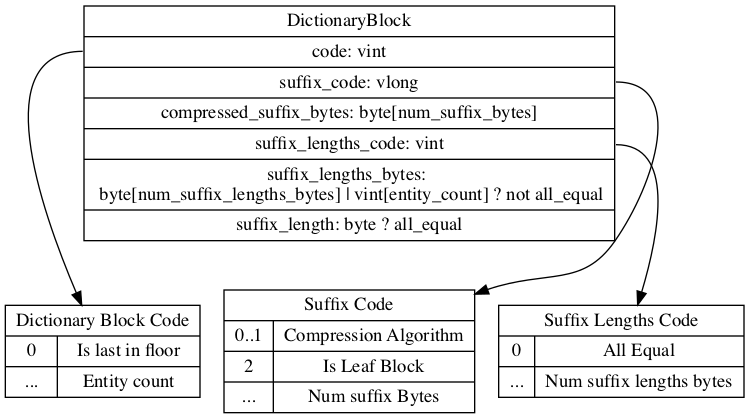 DictionaryBlock
code: vint
suffix_code: vlong
compressed_suffix_bytes: byte[num_suffix_bytes]
suffix_lengths_code: vint
suffix_lengths_bytes:
byte[num_suffix_lengths_bytes] | vint[entity_count] ? not all_equal
suffix_length: byte ? all_equal
Dictionary Block Code
0 Is last in floor
... Entity count
Suffix Code
0..1 Compression Algorithm
2 Is Leaf Block
... Num suffix Bytes
Suffix Lengths Code
0 All Equal
... Num suffix lengths bytes